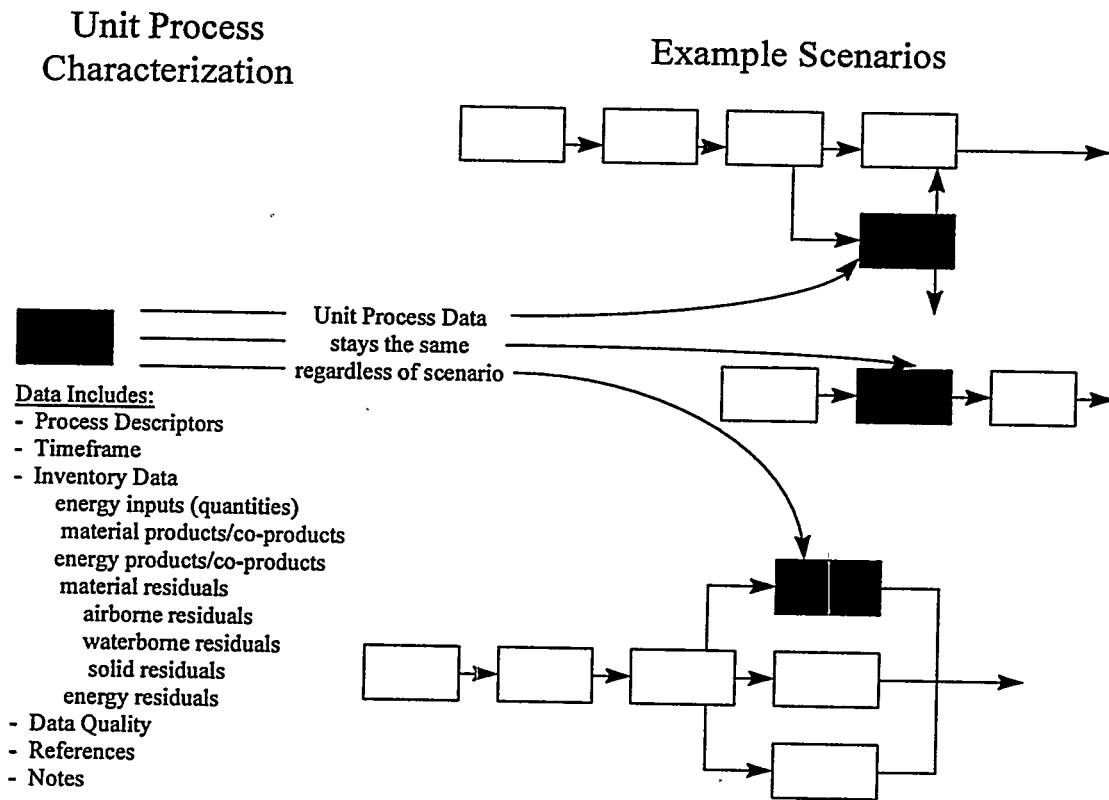 Unit Process
Characterization
Example Scenarios
Unit Process Data
stays the same
regardless of scenario
Data Includes:
- Process Descriptors
- Timeframe
- Inventory Data
energy inputs (quantities)
material products/co-products
energy products/co-products
material residuals
airborne residuals
waterborne residuals
solid residuals
energy residuals
- Data Quality
- References
- Notes